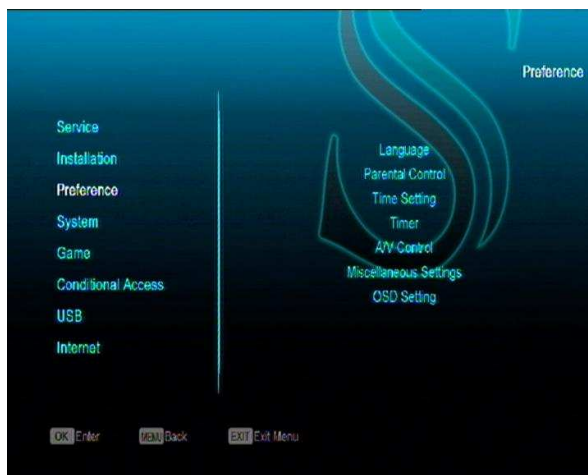 Preference
Service
Installation
Preference
System
Game
Conditional Access
USB
Internet
Language
Parental Control
Time Setting
Timer
A/V Control
Miscellaneous Settings
OSD Setting
OK Enter
MENU Back
EXIT Exit Menu